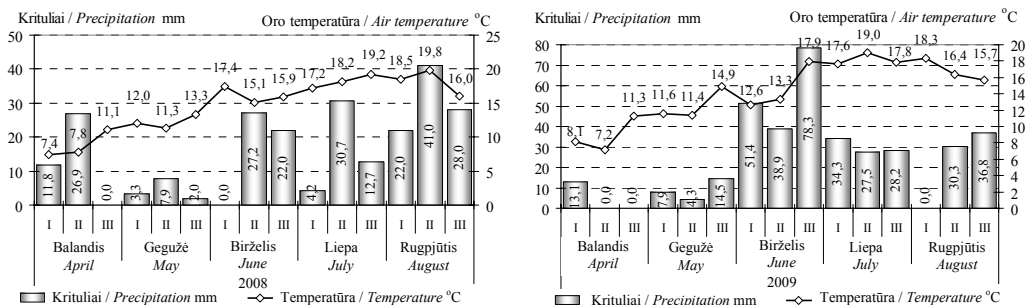 Krituliai / Precipitation mm Oro temperatūra / Air temperature °C
50 25
40 20
30 15
20 10
10 5
0 0
7,4 7,8 11,1 12,0 11,3 13,3 17,4 15,1 15,9 17,2 18,2 19,2 18,5 19,8 16,0
11,8 26,9 0,0 3,3 7,9 2,0 0,0 27,2 22,0 4,2 30,7 12,7 22,0 41,0 28,0
I II III I II III I II III I II III I II III
Balandis Gegužė Birželis Liepa Rugpjūtis
April May June July August
2008
Krituliai / Precipitation mm Temperatūra / Temperature °C
Krituliai / Precipitation mm Oro temperatūra / Air temperature °C
80 20
70 18
60 16
50 14
40 12
30 10
20 8
10 6
0 4
2
0
8,1 7,2 11,3 11,6 11,4 14,9 12,6 13,3 17,9 17,6 19,0 17,8 18,3 16,4 15,7
13,1 0,0 0,0 7,9 4,3 14,5 51,4 38,9 78,3 34,3 27,5 28,2 0,0 30,3 36,8
I II III I II III I II III I II III I II III
Balandis Gegužė Birželis Liepa Rugpjūtis
April May June July August
2009
Krituliai / Precipitation mm Temperatūra / Temperature °C